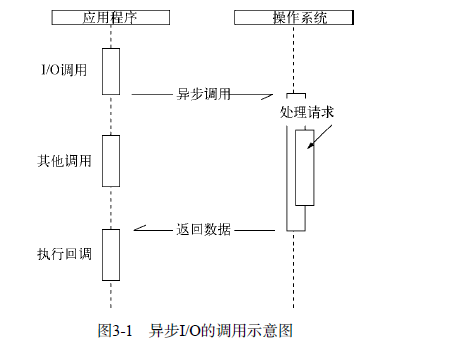 应用程序
操作系统
I/O调用
异步调用
处理请求
其他调用
返回数据
执行回调
图3-1 异步I/O的调用示意图